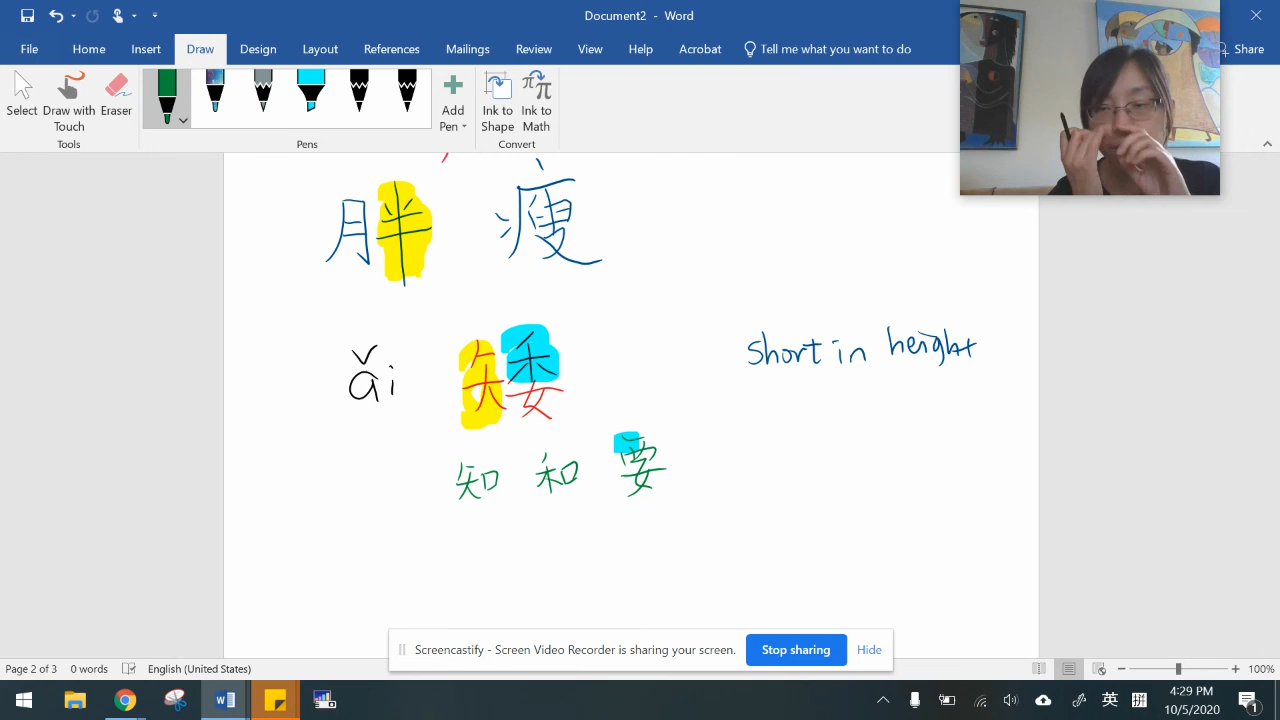 Document2 - Word
File Home Insert Draw Design Layout References Mailings Review View Help Acrobat Tell me what you want to do Share
Select Draw with Touch Eraser Add Pen Ink to Shape Ink to Math
Tools Pens Convert
胖 瘦
ǎi 矮 short in height
知 和 要
Screencastify - Screen Video Recorder is sharing your screen. Stop sharing Hide
Page 2 of 3 0 words English (United States) 100%
英 4:29 PM
10/5/2020 1